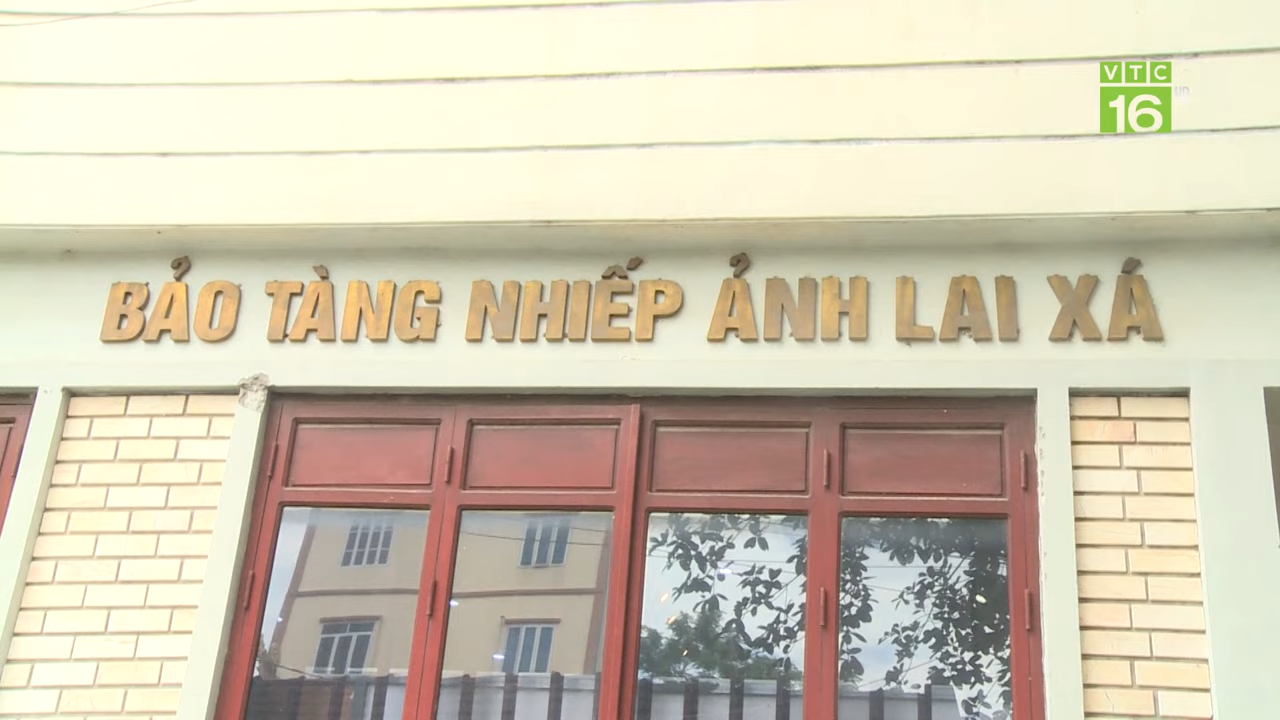 VTC
16
BẢO TÀNG NHIẾP ẢNH LAI XÁ